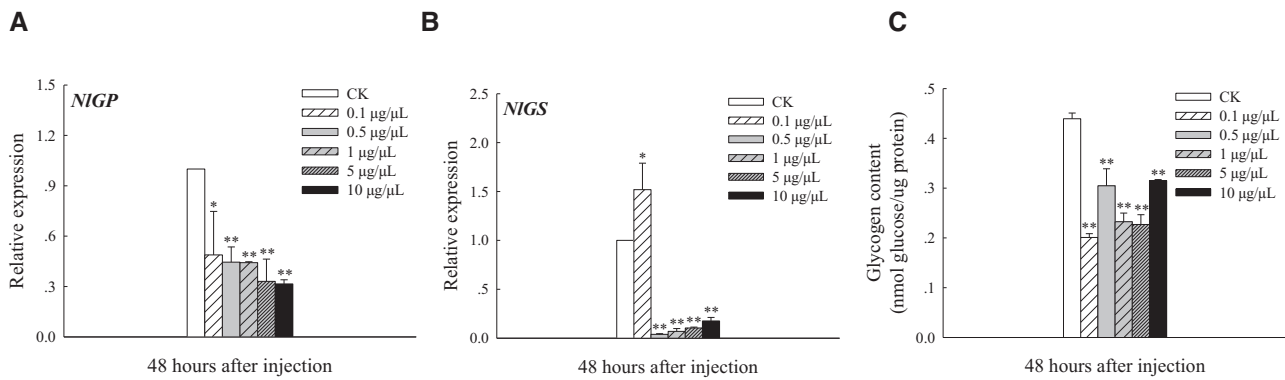 A
Relative expression
1.5
1.2
.9
.6
.3
0.0
NlGP
*
**
**
**
**
CK
0.1 μg/μL
0.5 μg/μL
1 μg/μL
5 μg/μL
10 μg/μL
48 hours after injection
B
Relative expression
2.5
2.0
1.5
1.0
.5
0.0
NlGS
*
**
**
**
**
CK
0.1 μg/μL
0.5 μg/μL
1 μg/μL
5 μg/μL
10 μg/μL
48 hours after injection
C
Glycogen content
(nmol glucose/ug protein)
.5
.4
.3
.2
.1
0.0
**
**
**
**
**
CK
0.1 μg/μL
0.5 μg/μL
1 μg/μL
5 μg/μL
10 μg/μL
48 hours after injection